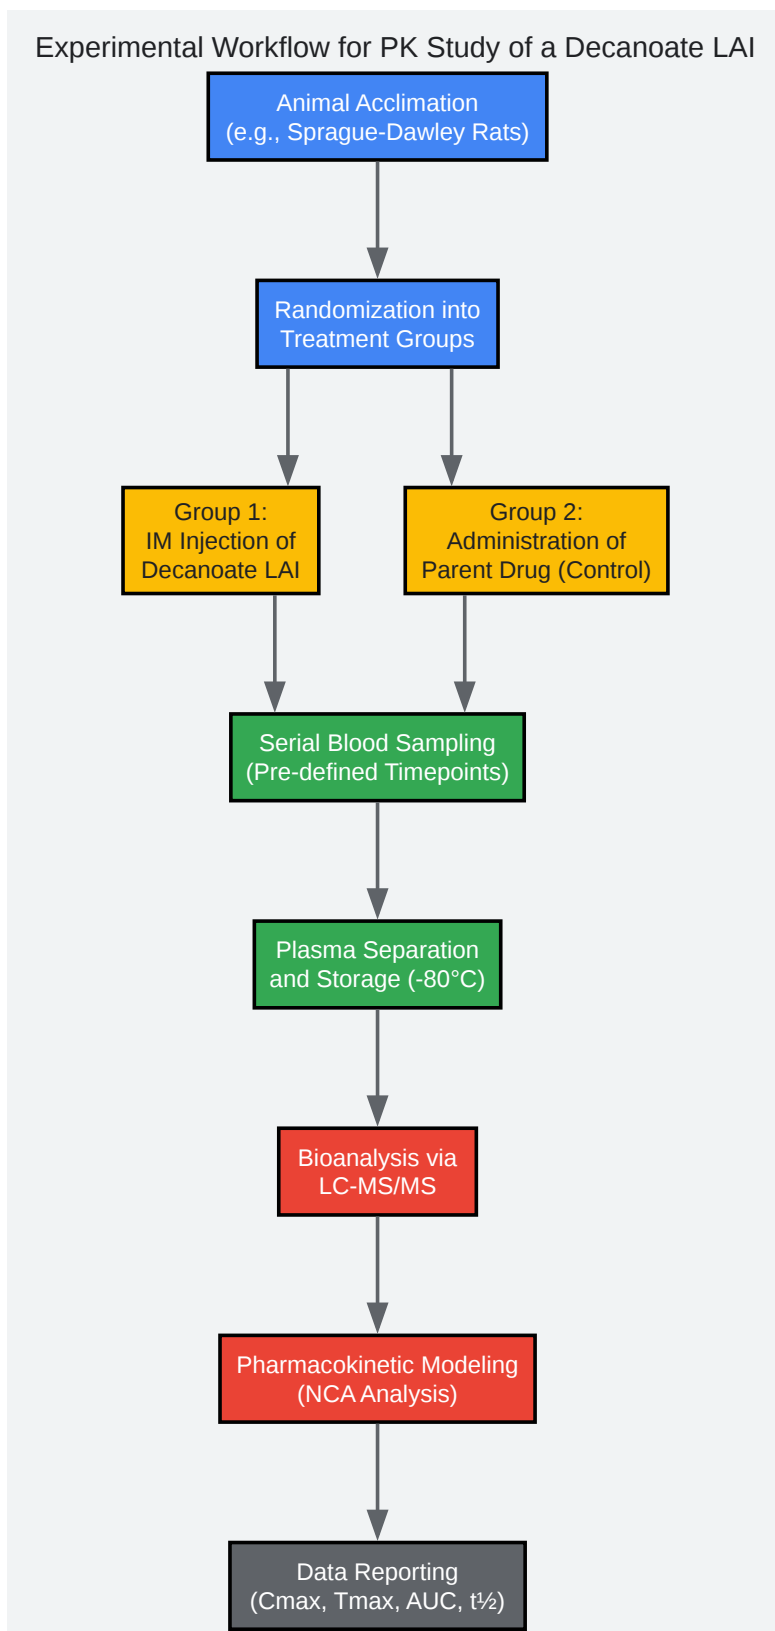 Experimental Workflow for PK Study of a Decanoate LAI
Animal Acclimation
(e.g., Sprague-Dawley Rats)
Randomization into
Treatment Groups
Group 1:
IM Injection of
Decanoate LAI
Group 2:
Administration of
Parent Drug (Control)
Serial Blood Sampling
(Pre-defined Timepoints)
Plasma Separation
and Storage (-80°C)
Bioanalysis via
LC-MS/MS
Pharmacokinetic Modeling
(NCA Analysis)
Data Reporting
(Cmax, Tmax, AUC, t½)